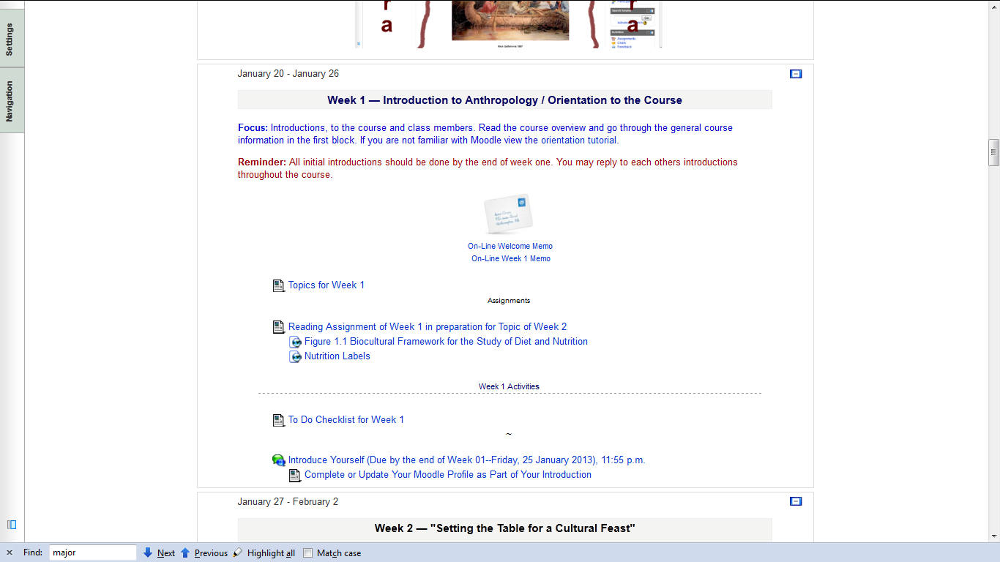 r
a
r
a
Search forums
Go
Nutrition
Assignments
Chats
Feedback
Settings
Navigation
January 20 - January 26
Week 1 — Introduction to Anthropology / Orientation to the Course
Focus: Introductions, to the course and class members. Read the course overview and go through the general course
information in the first block. If you are not familiar with Moodle view the orientation tutorial.
Reminder: All initial introductions should be done by the end of week one. You may reply to each others introductions
throughout the course.
On-Line Welcome Memo
On-Line Week 1 Memo
Topics for Week 1
Assignments
Reading Assignment of Week 1 in preparation for Topic of Week 2
Figure 1.1 Biocultural Framework for the Study of Diet and Nutrition
Nutrition Labels
Week 1 Activities
To Do Checklist for Week 1
~
Introduce Yourself (Due by the end of Week 01--Friday, 25 January 2013), 11:55 p.m.
Complete or Update Your Moodle Profile as Part of Your Introduction
January 27 - February 2
Week 2 — "Setting the Table for a Cultural Feast"
Find: major Next Previous Highlight all Match case